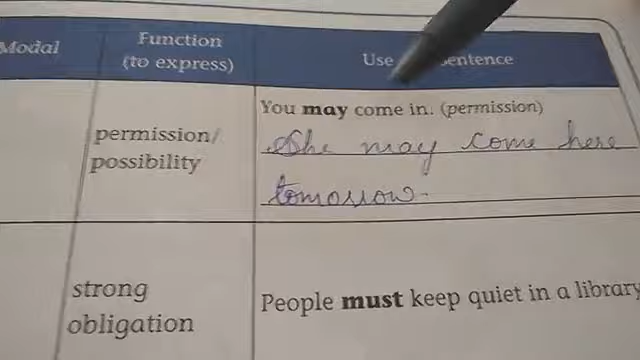 Modal
Function
(to express)
Use entence
You may come in. (permission)
permission/
possibility
She may come here
tomorrow.
strong
obligation
People must keep quiet in a library